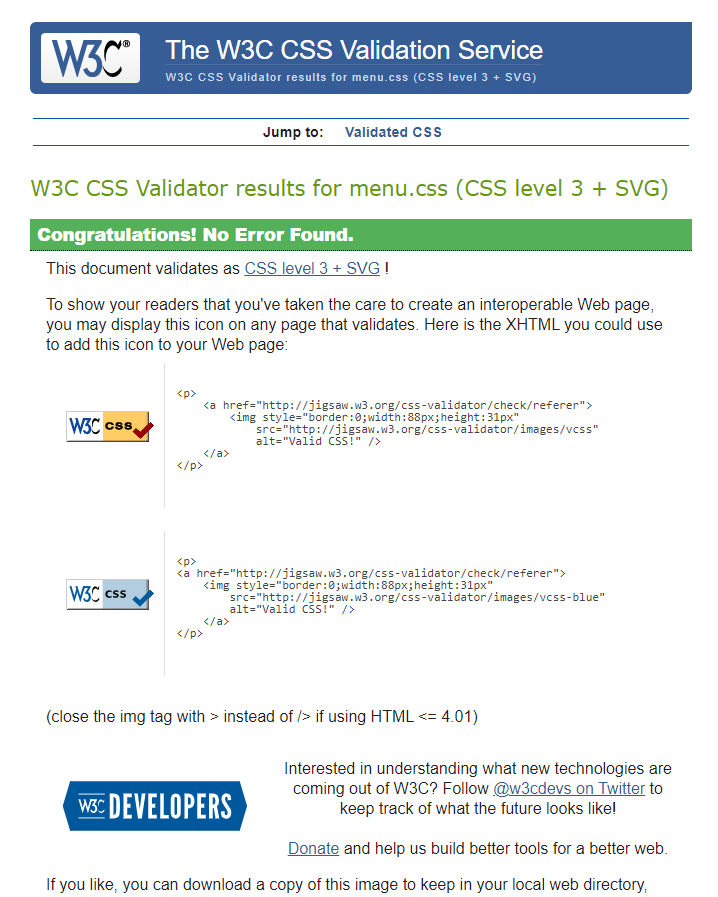 W3C®
The W3C CSS Validation Service
W3C CSS Validator results for menu.css (CSS level 3 + SVG)
Jump to: Validated CSS
W3C CSS Validator results for menu.css (CSS level 3 + SVG)
Congratulations! No Error Found.
This document validates as CSS level 3 + SVG !
To show your readers that you've taken the care to create an interoperable Web page,
you may display this icon on any page that validates. Here is the XHTML you could use
to add this icon to your Web page:
W3C css
<p>
<a href="http://jigsaw.w3.org/css-validator/check/referer">
<img style="border:0;width:88px;height:31px"
src="http://jigsaw.w3.org/css-validator/images/vcss"
alt="Valid CSS!" />
</a>
</p>
W3C css
<p>
<a href="http://jigsaw.w3.org/css-validator/check/referer">
<img style="border:0;width:88px;height:31px"
src="http://jigsaw.w3.org/css-validator/images/vcss-blue"
alt="Valid CSS!" />
</a>
</p>
(close the img tag with > instead of /> if using HTML <= 4.01)
W3C DEVELOPERS
Interested in understanding what new technologies are
coming out of W3C? Follow @w3cdevs on Twitter to
keep track of what the future looks like!
Donate and help us build better tools for a better web.
If you like, you can download a copy of this image to keep in your local web directory,